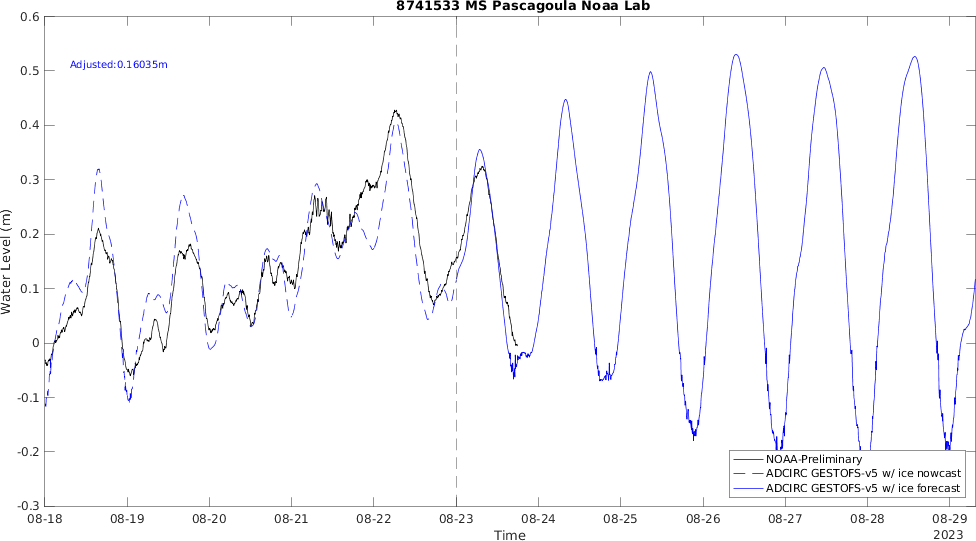 8741533 MS Pascagoula Noaa Lab
0.6
0.5
0.4
0.3
0.2
0.1
0
-0.1
-0.2
-0.3
Water Level (m)
Adjusted:0.16035m
NOAA-Preliminary
ADCIRC GESTOFS-v5 w/ ice nowcast
ADCIRC GESTOFS-v5 w/ ice forecast
08-18 08-19 08-20 08-21 08-22 08-23 08-24 08-25 08-26 08-27 08-28 08-29
Time 2023